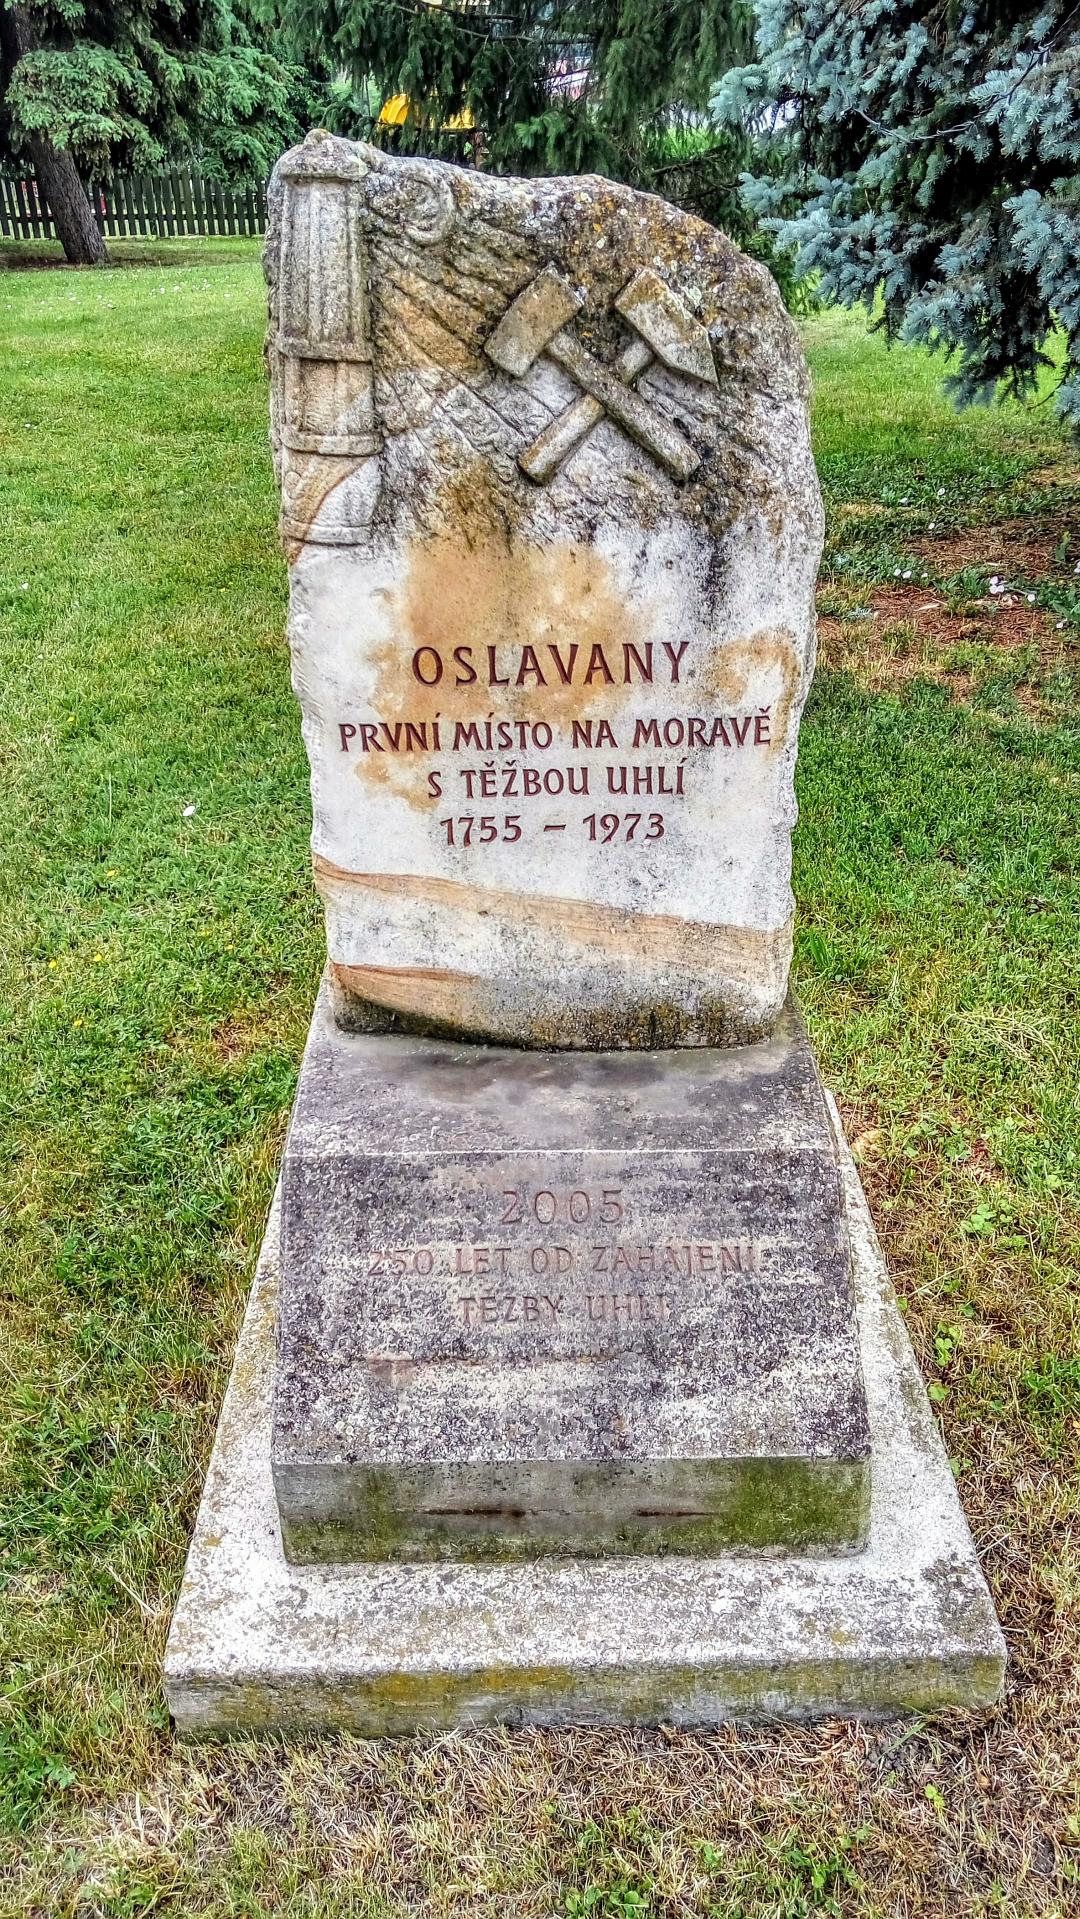 OSLAVANY
PRVNÍ MÍSTO NA MORAVĚ
S TĚŽBOU UHLÍ
1755 – 1973
2005
250 LET OD ZAHÁJENÍ
TĚŽBY UHLÍ